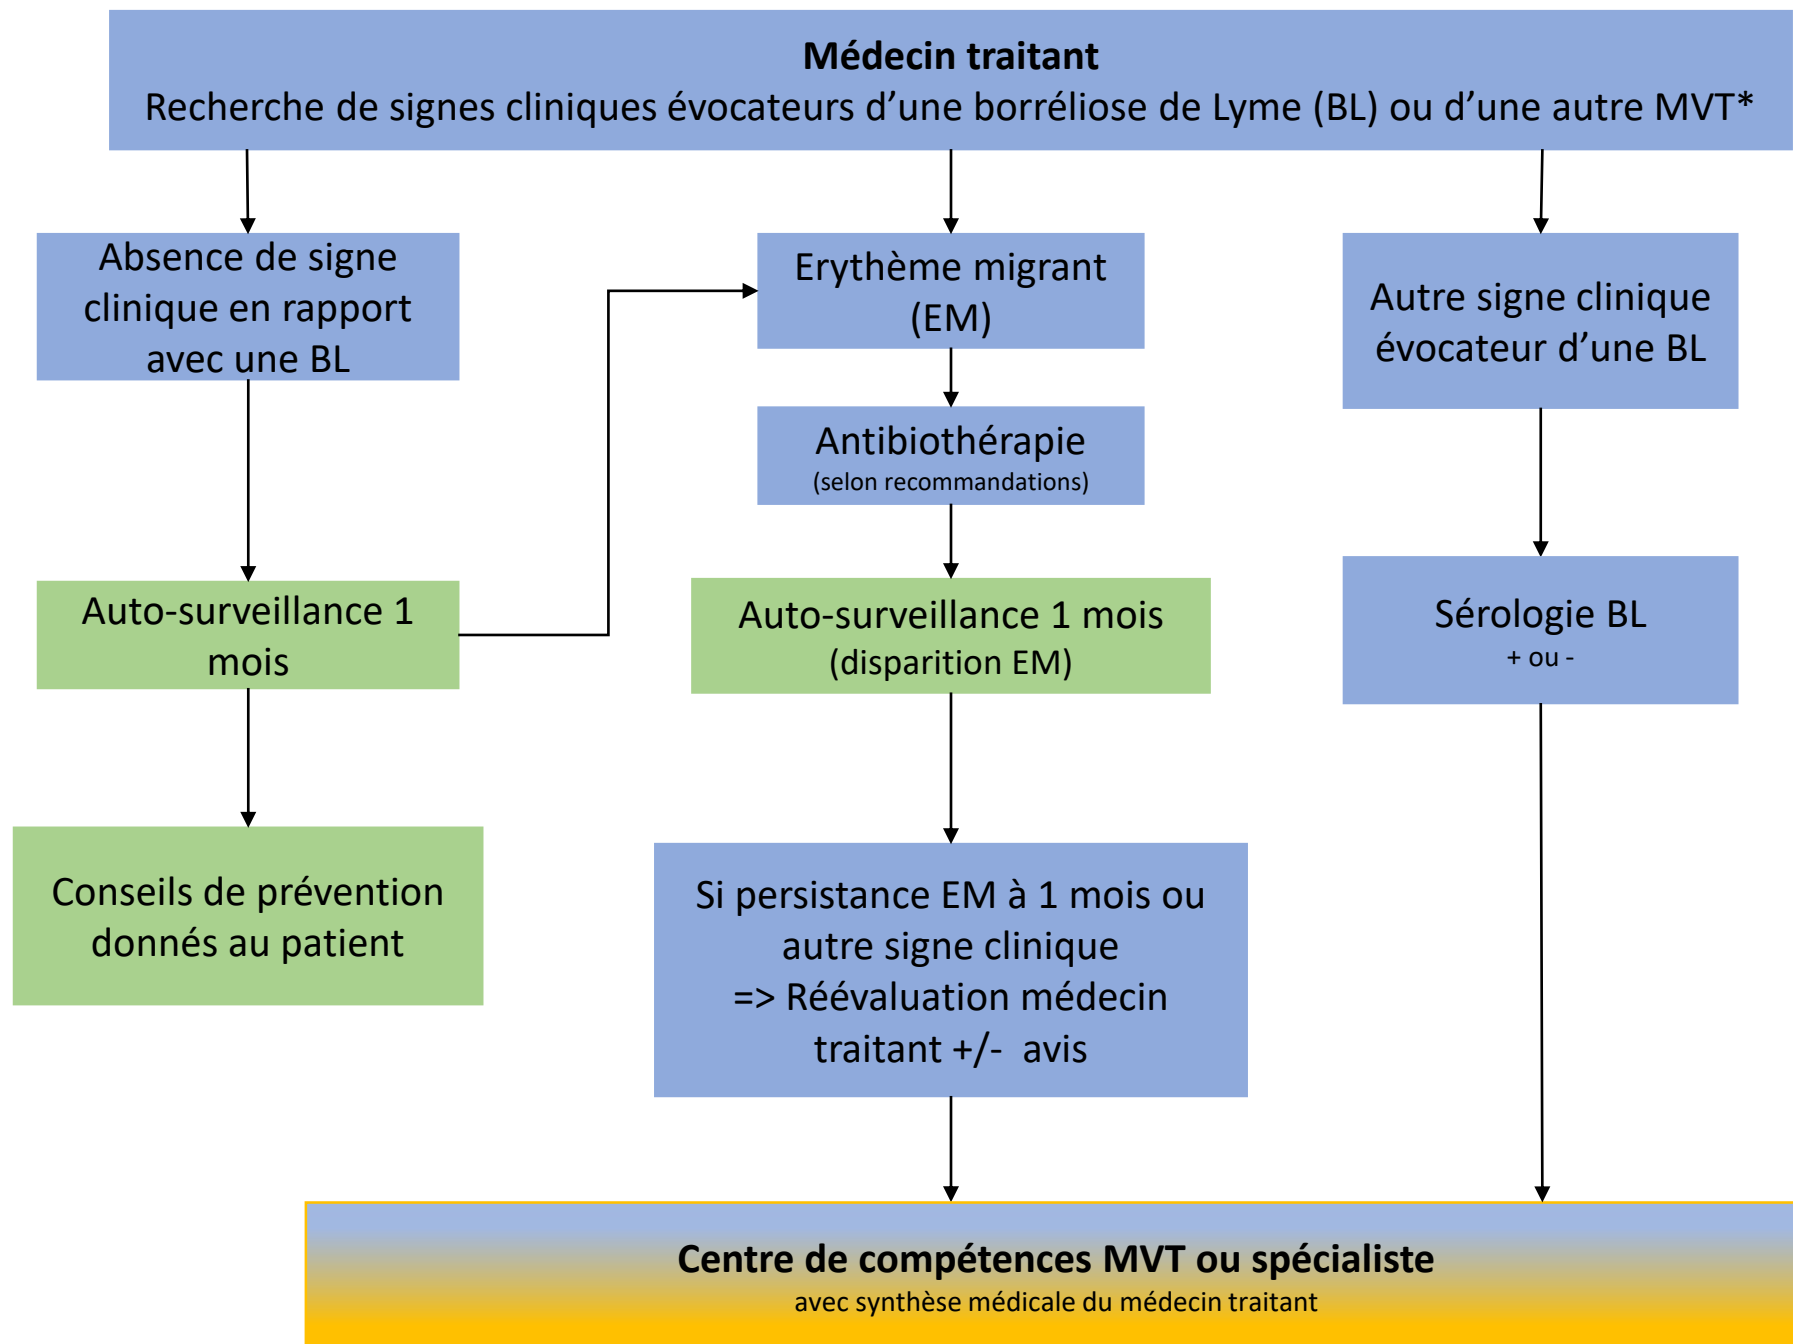 Médecin traitant
Recherche de signes cliniques évocateurs d’une borréliose de Lyme (BL) ou d’une autre MVT*
Absence de signe
clinique en rapport
avec une BL
Erythème migrant
(EM)
Autre signe clinique
évocateur d’une BL
Antibiothérapie
(selon recommandations)
Auto-surveillance 1
mois
Auto-surveillance 1 mois
(disparition EM)
Sérologie BL
+ ou -
Conseils de prévention
donnés au patient
Si persistance EM à 1 mois ou
autre signe clinique
=> Réévaluation médecin
traitant +/- avis
Centre de compétences MVT ou spécialiste
avec synthèse médicale du médecin traitant